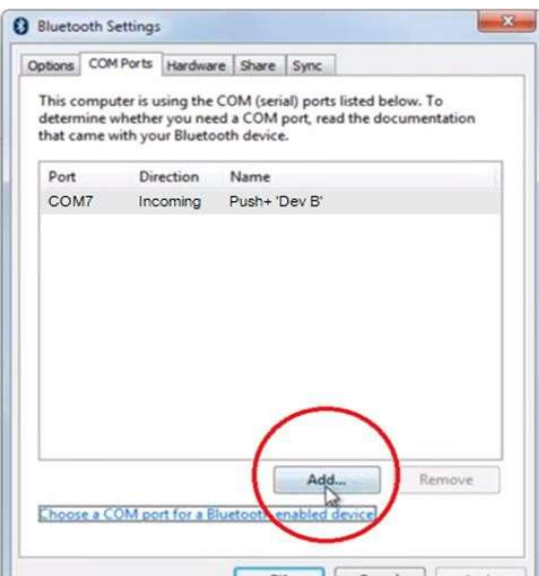 Bluetooth Settings
Options COM Ports Hardware Share Sync
This computer is using the COM (serial) ports listed below. To
determine whether you need a COM port, read the documentation
that came with your Bluetooth device.
Port Direction Name
COM7 Incoming Push+ 'Dev B'
Add... Remove
Choose a COM port for a Bluetooth enabled device